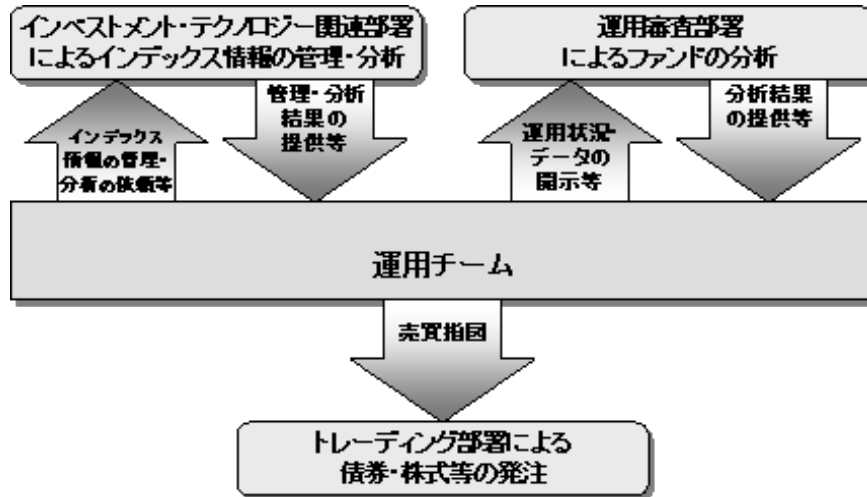 インベストメント・テクノロジー関連部署
によるインデックス情報の管理・分析
運用審査部署
によるファンドの分析
インデックス
情報の管理・
分析の依頼等
管理・分析
結果の
提供等
運用状況・
データの
開示等
分析結果
の提供等
運用チーム
売買指図
トレーディング部署による
債券・株式等の発注